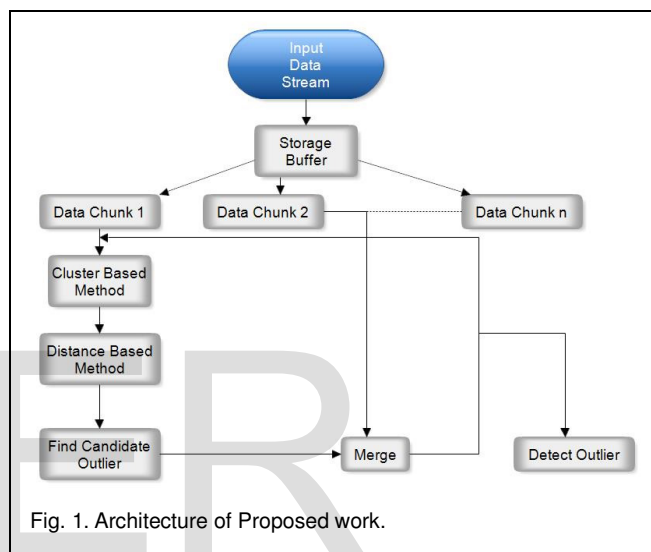 Input
Data
Stream
Storage
Buffer
Data Chunk 1
Data Chunk 2
Data Chunk n
Cluster Based
Method
Distance Based
Method
Find Candidate
Outlier
Merge
Detect Outlier
ER
Fig. 1. Architecture of Proposed work.